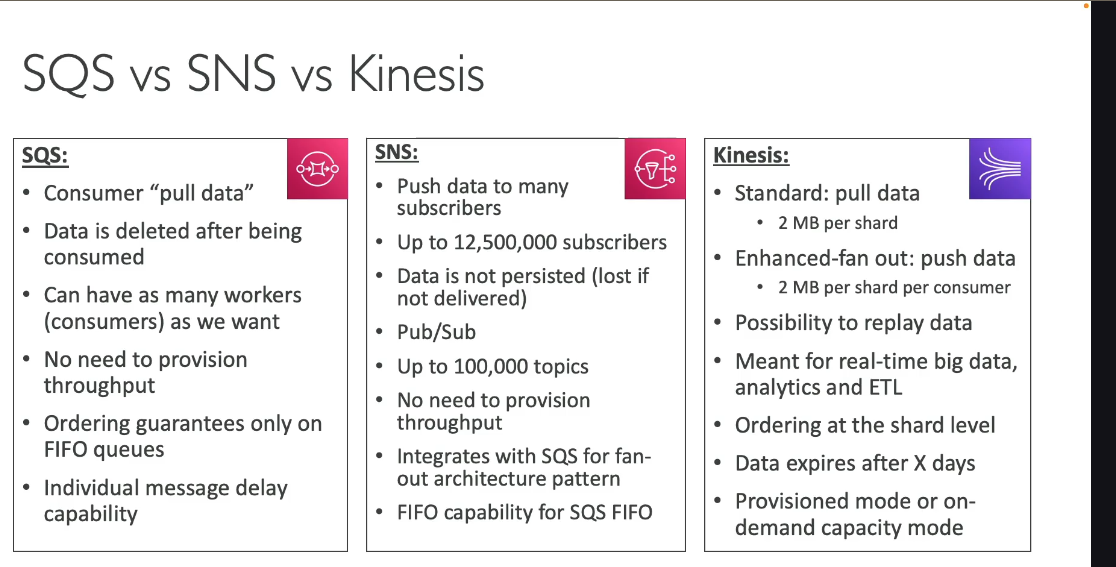 SQS vs SNS vs Kinesis
SQS:
• Consumer “pull data”
• Data is deleted after being
consumed
• Can have as many workers
(consumers) as we want
• No need to provision
throughput
• Ordering guarantees only on
FIFO queues
• Individual message delay
capability
SNS:
• Push data to many
subscribers
• Up to 12,500,000 subscribers
• Data is not persisted (lost if
not delivered)
• Pub/Sub
• Up to 100,000 topics
• No need to provision
throughput
• Integrates with SQS for fan-
out architecture pattern
• FIFO capability for SQS FIFO
Kinesis:
• Standard: pull data
• 2 MB per shard
• Enhanced-fan out: push data
• 2 MB per shard per consumer
• Possibility to replay data
• Meant for real-time big data,
analytics and ETL
• Ordering at the shard level
• Data expires after X days
• Provisioned mode or on-
demand capacity mode